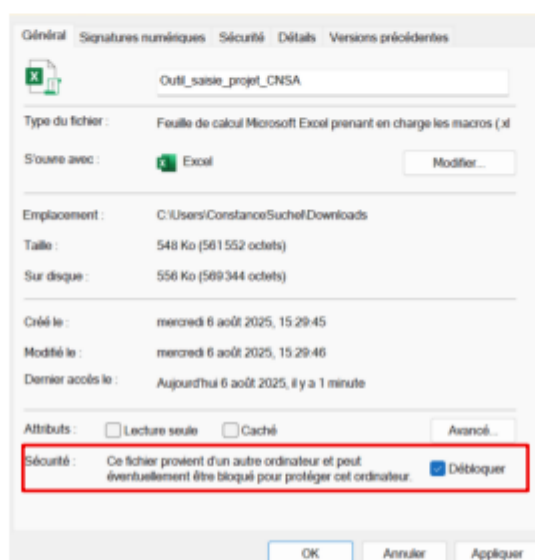 Général Signatures numériques Sécurité Détails Versions précédentes
Outil_saisie_projet_CNSA
Type du fichier : Feuille de calcul Microsoft Excel prenant en charge les macros (.xl
S'ouvre avec : Excel Modifier...
Emplacement : C:\Users\ConstanceSuchel\Downloads
Taille : 548 Ko (561 552 octets)
Sur disque : 556 Ko (569 344 octets)
Créé le : mercredi 6 août 2025, 15:29:45
Modifié le : mercredi 6 août 2025, 15:29:46
Dernier accès le : Aujourd'hui 6 août 2025, il y a 1 minute
Attributs : Lecture seule Caché Avancé...
Sécurité : Ce fichier provient d'un autre ordinateur et peut
éventuellement être bloqué pour protéger cet ordinateur. Débloquer
OK Annuler Appliquer